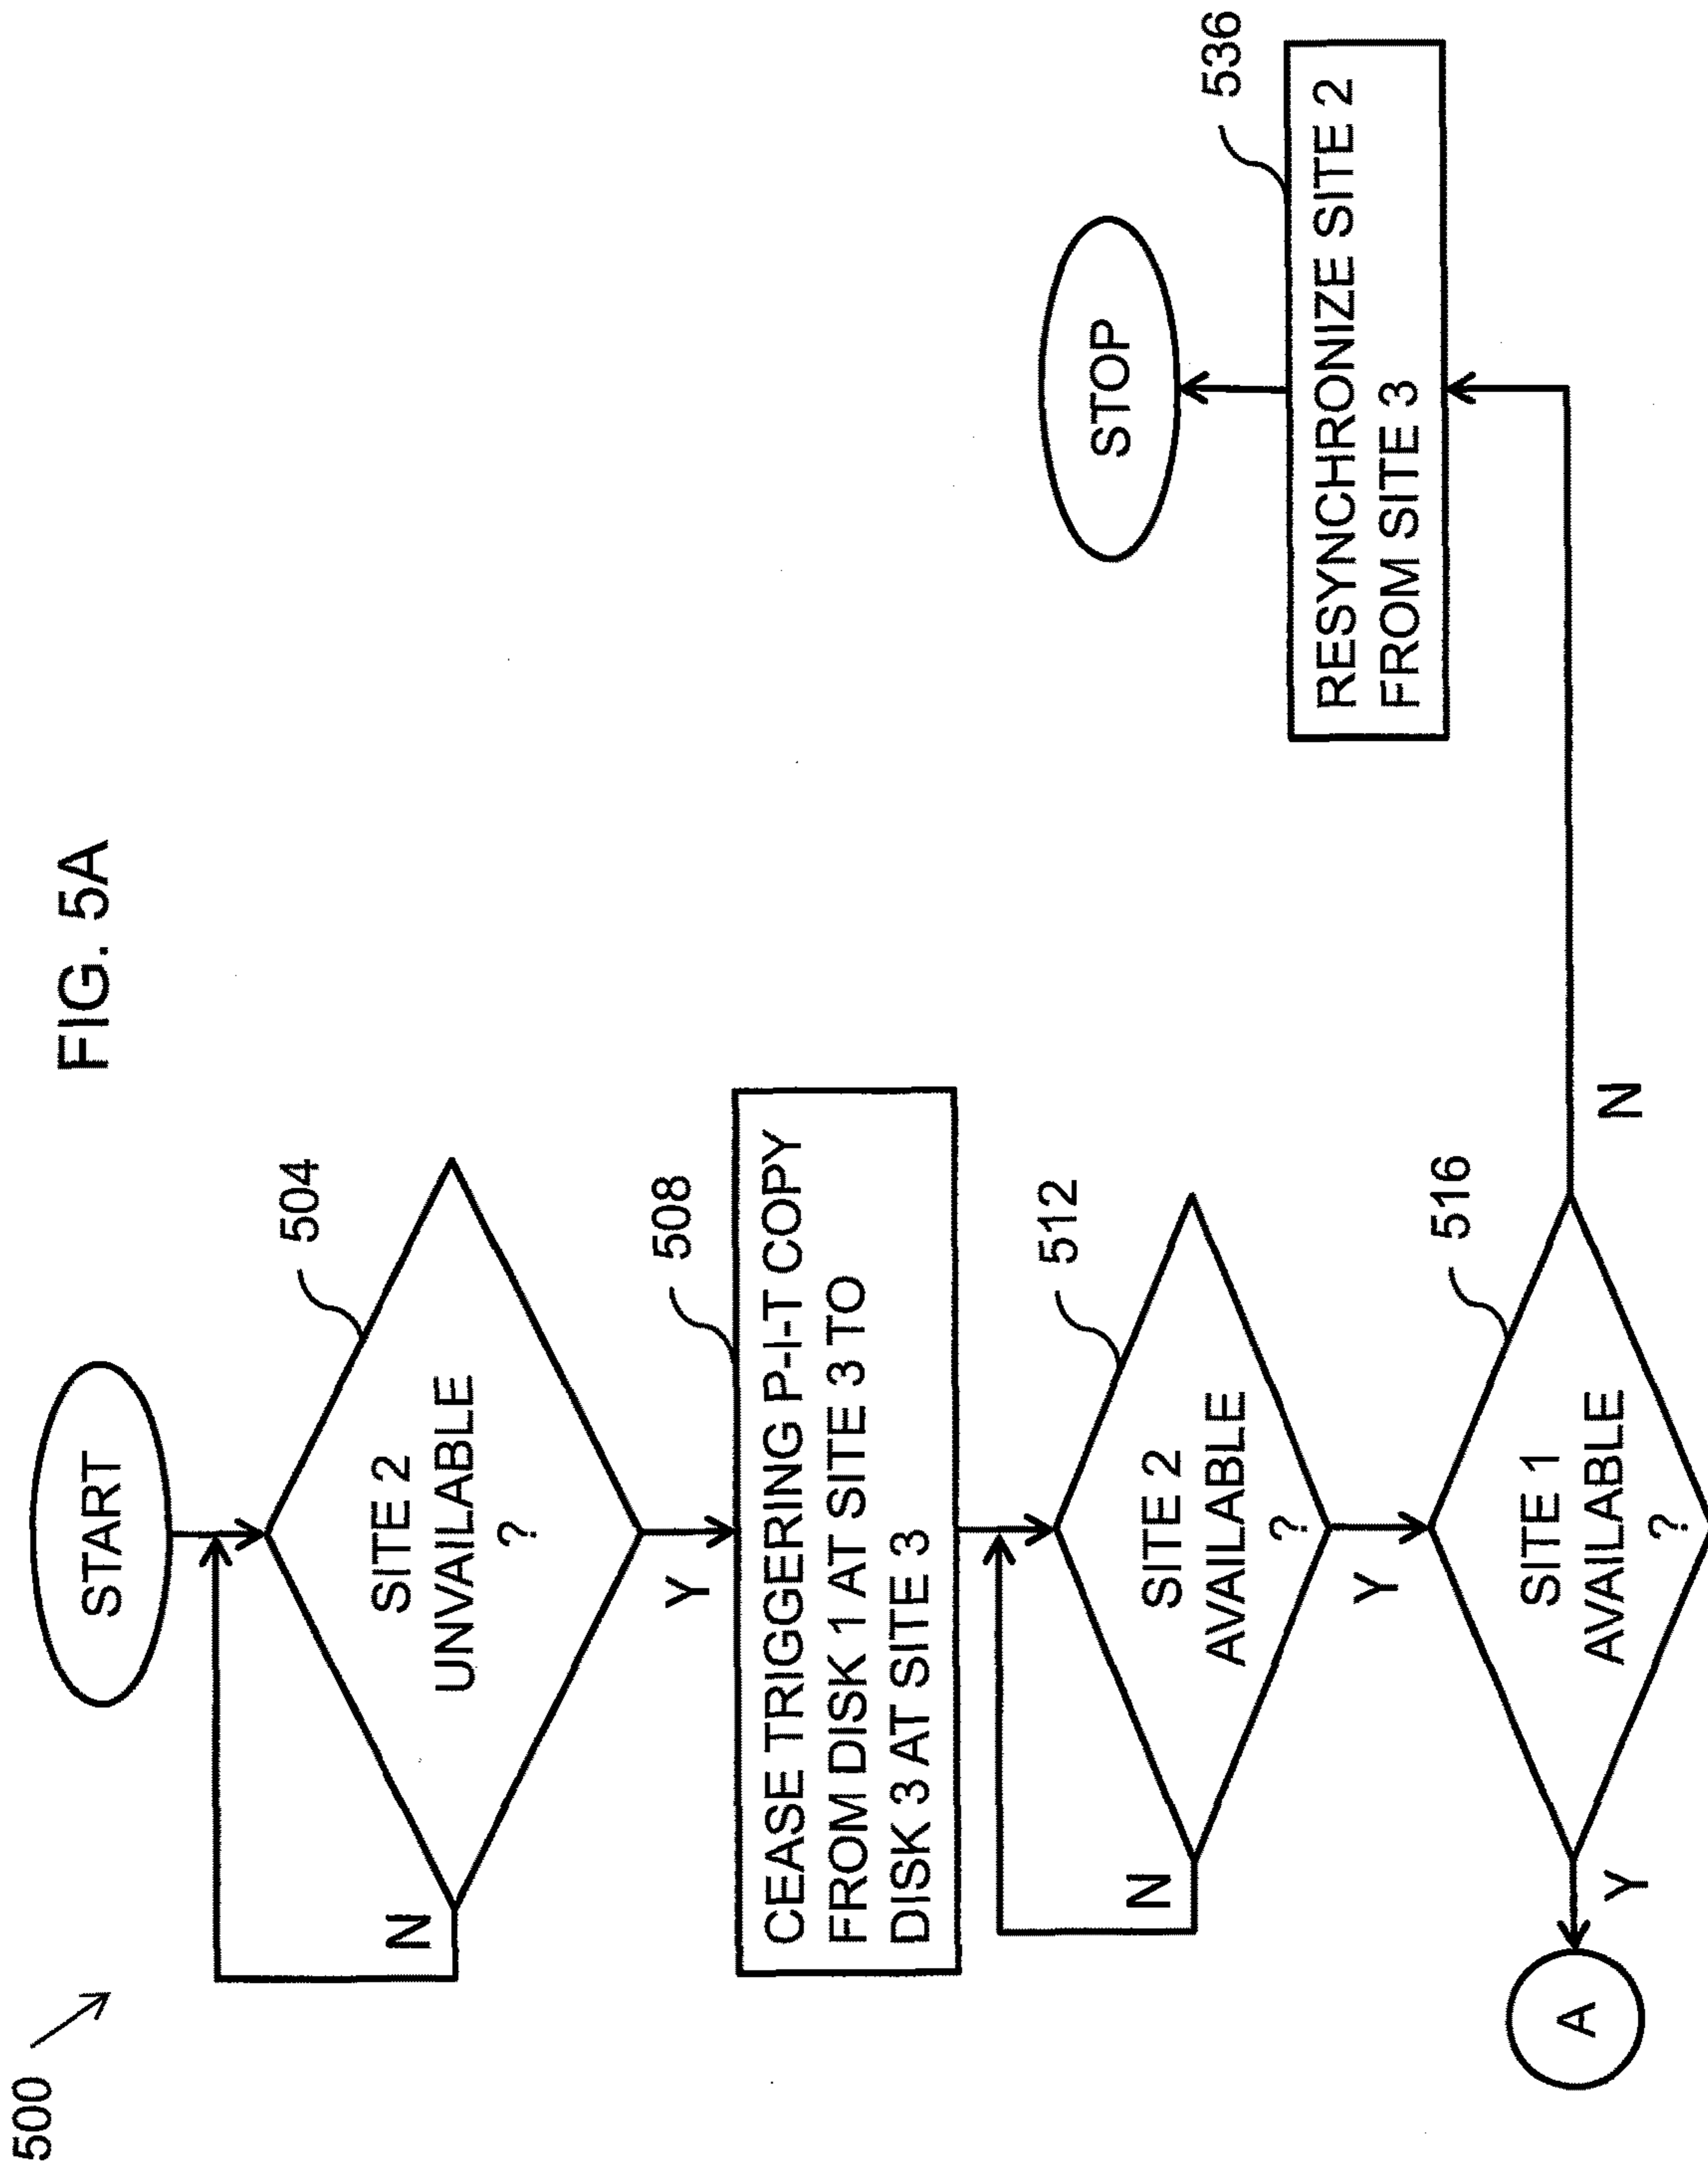 FIG. 5A
500
START
504
SITE 2
UNVAILABLE
?
N
Y
508
CEASE TRIGGERING P-I-T COPY
FROM DISK 1 AT SITE 3 TO
DISK 3 AT SITE 3
512
SITE 2
AVAILABLE
?
N
Y
516
SITE 1
AVAILABLE
?
Y
N
A
536
RESYNCHRONIZE SITE 2
FROM SITE 3
STOP